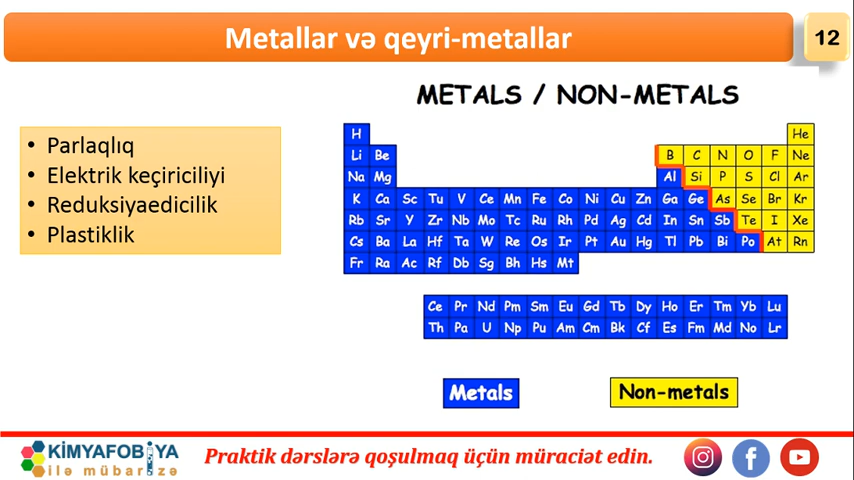 Metallar və qeyri-metallar
12
METALS / NON-METALS
• Parlaqlıq
• Elektrik keçiriciliyi
• Reduksiyaedicilik
• Plastiklik
H He
Li Be B C N O F Ne
Na Mg Al Si P S Cl Ar
K Ca Sc Tu V Ce Mn Fe Co Ni Cu Zn Ga Ge As Se Br Kr
Rb Sr Y Zr Nb Mo Tc Ru Rh Pd Ag Cd In Sn Sb Te I Xe
Cs Ba La Hf Ta W Re Os Ir Pt Au Hg Tl Pb Bi Po At Rn
Fr Ra Ac Rf Db Sg Bh Hs Mt
Ce Pr Nd Pm Sm Eu Gd Tb Dy Ho Er Tm Yb Lu
Th Pa U Np Pu Am Cm Bk Cf Es Fm Md No Lr
Metals Non-metals
KİMYAFOBİYA
ilə mübarizə
Praktik dərslərə qoşulmaq üçün müraciət edin.